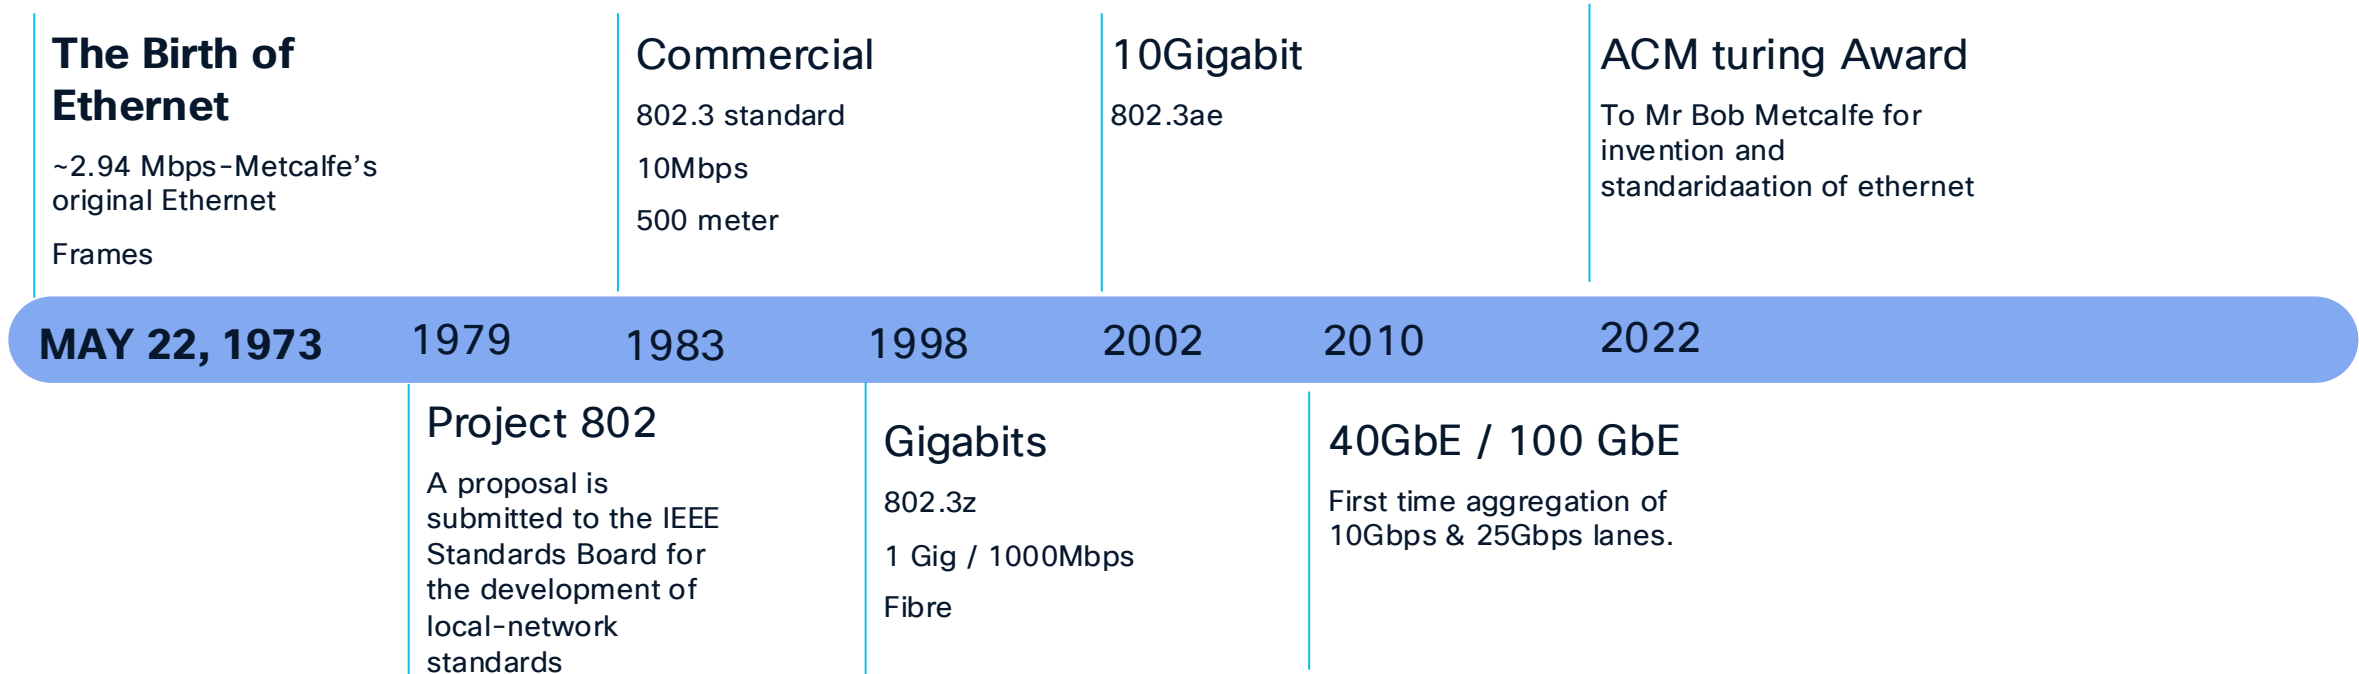 The Birth of
Ethernet
~2.94 Mbps-Metcalfe's
original Ethernet
Frames
Commercial
802.3 standard
10Mbps
500 meter
10Gigabit
802.3ae
ACM turing Award
To Mr Bob Metcalfe for
invention and
standaridaation of ethernet
MAY 22, 1973
1979
1983
1998
2002
2010
2022
Project 802
A proposal is
submitted to the IEEE
Standards Board for
the development of
local-network
standards
Gigabits
802.3z
1 Gig / 1000Mbps
Fibre
40GbE / 100 GbE
First time aggregation of
10Gbps & 25Gbps lanes.